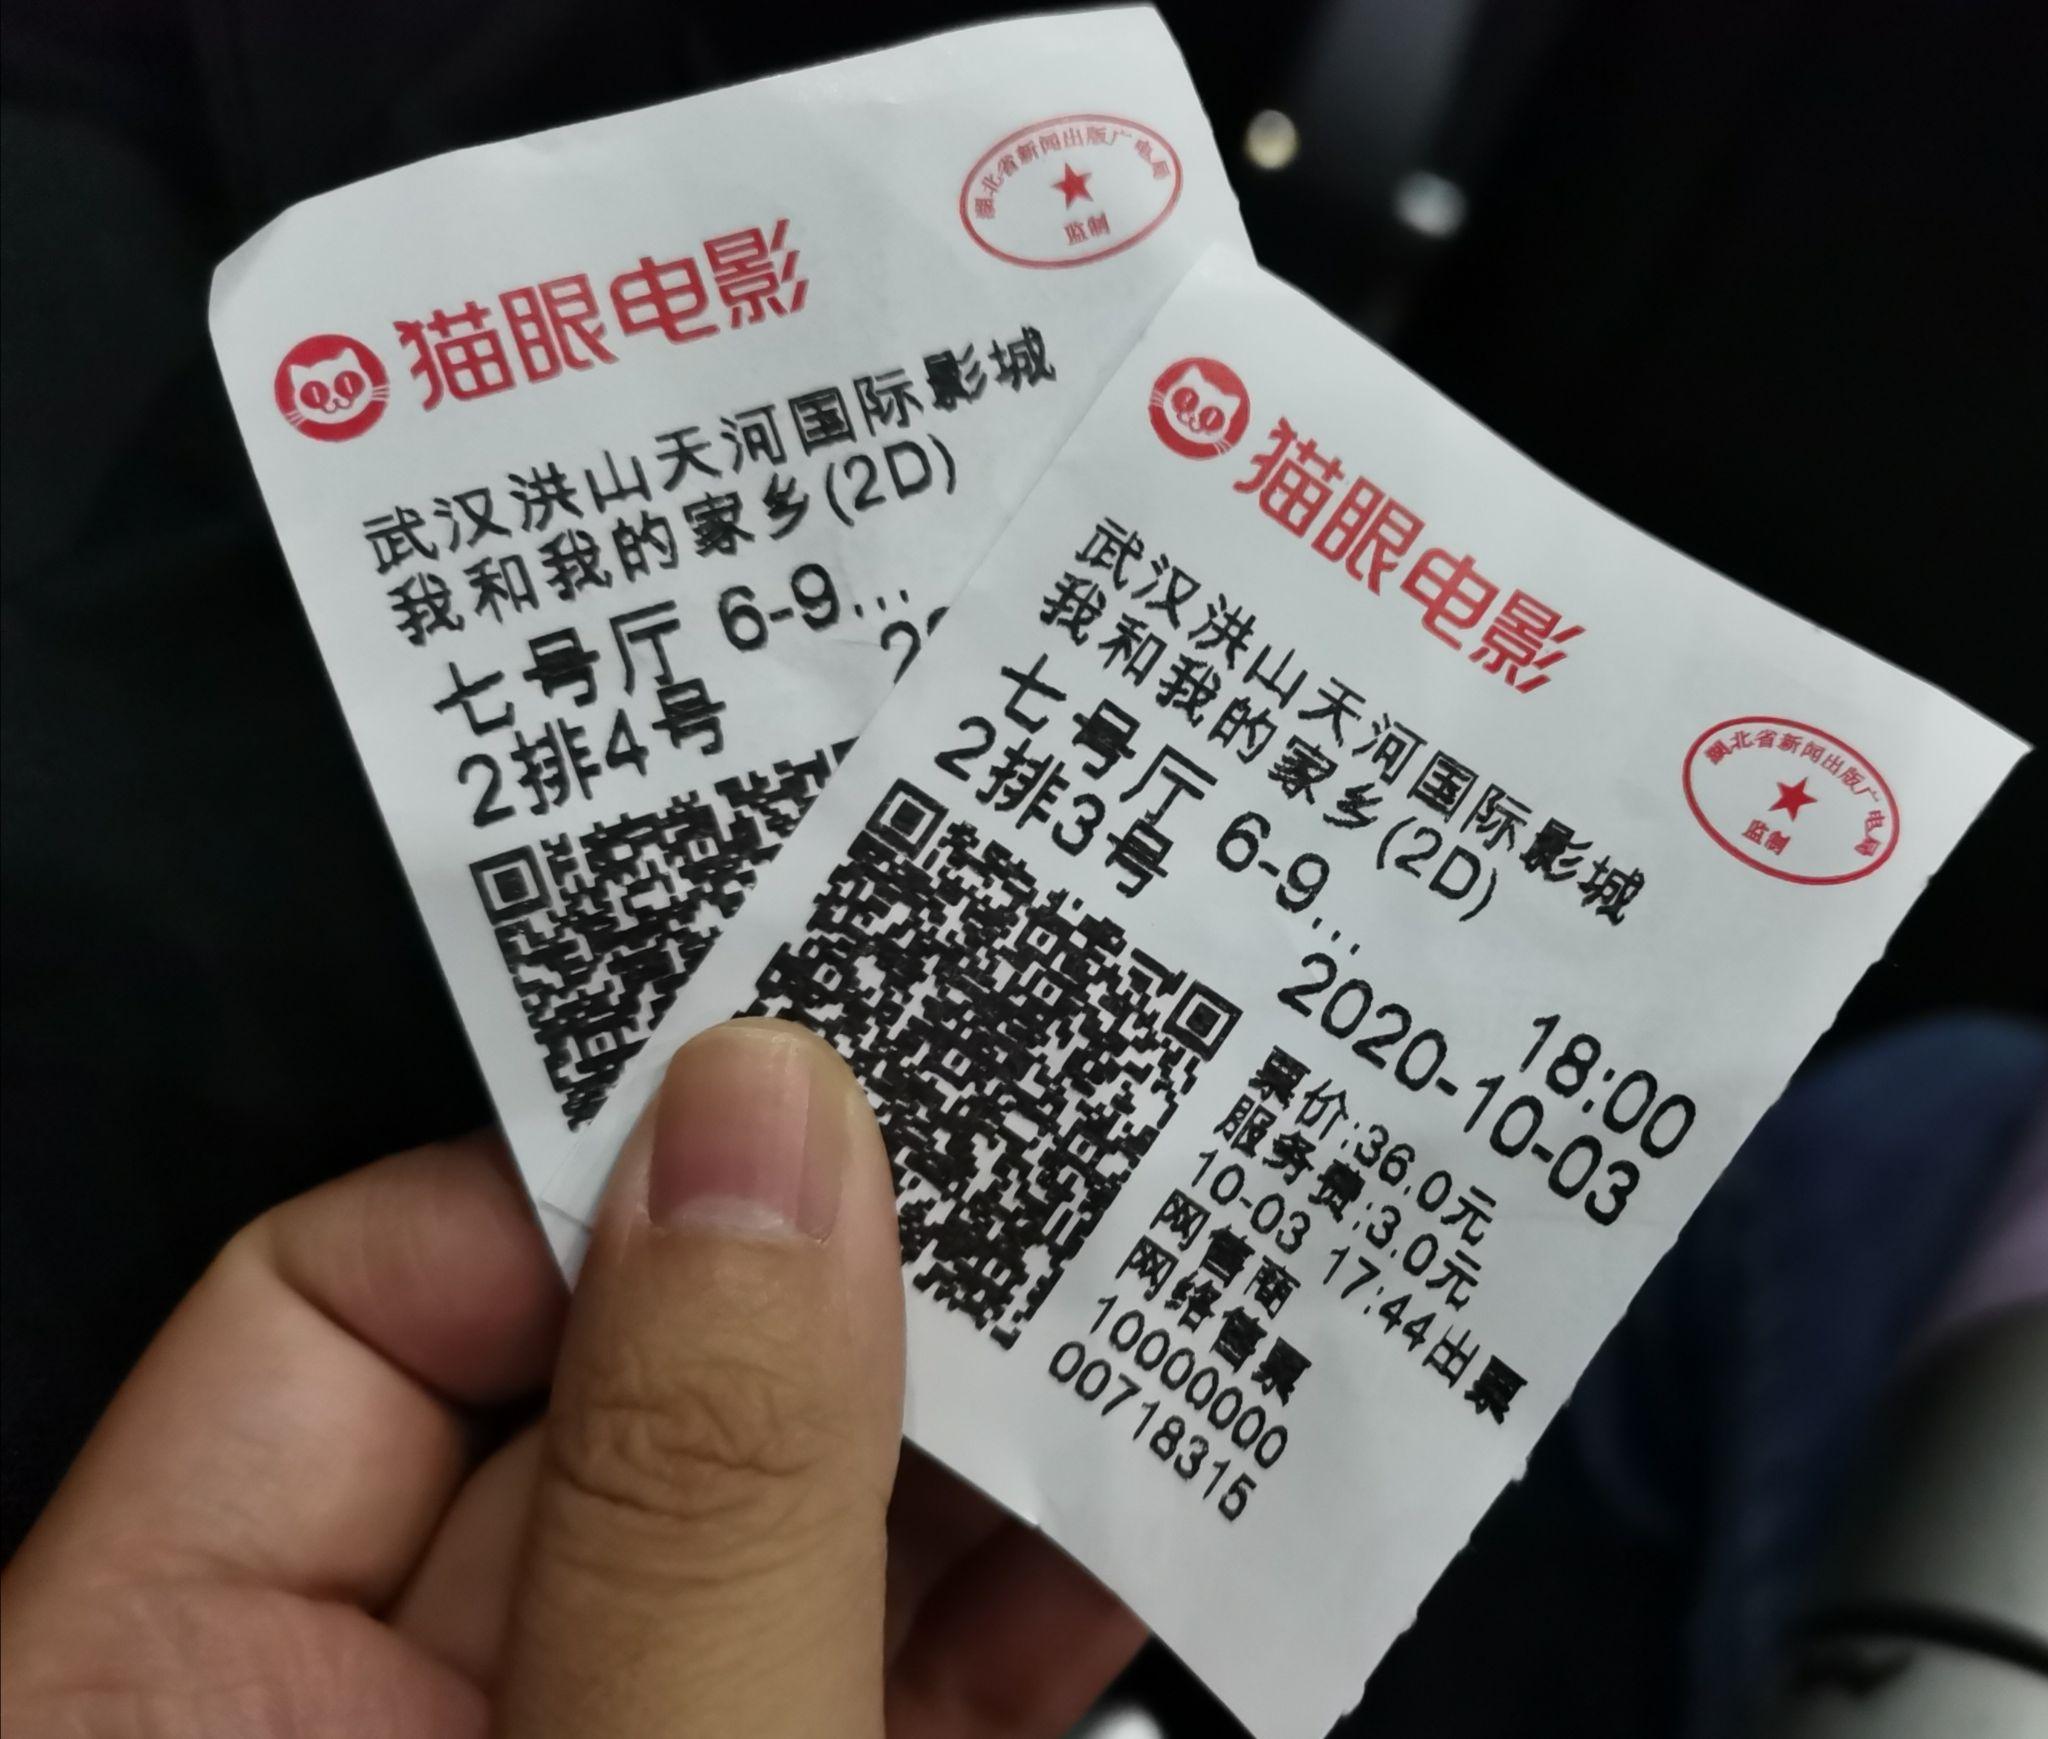 猫眼电影
湖北省新闻出版广电局
监制
武汉洪山天河国际影城
我和我的家乡(2D)
七号厅 6-9...
2排4号
猫眼电影
湖北省新闻出版广电局
监制
武汉洪山天河国际影城
我和我的家乡(2D)
七号厅 6-9...
2排3号
18:00
2020-10-03
票价:36.0元
服务费:3.0元
10-03 17:44出票
网售商
网络售票
10000000
00718315